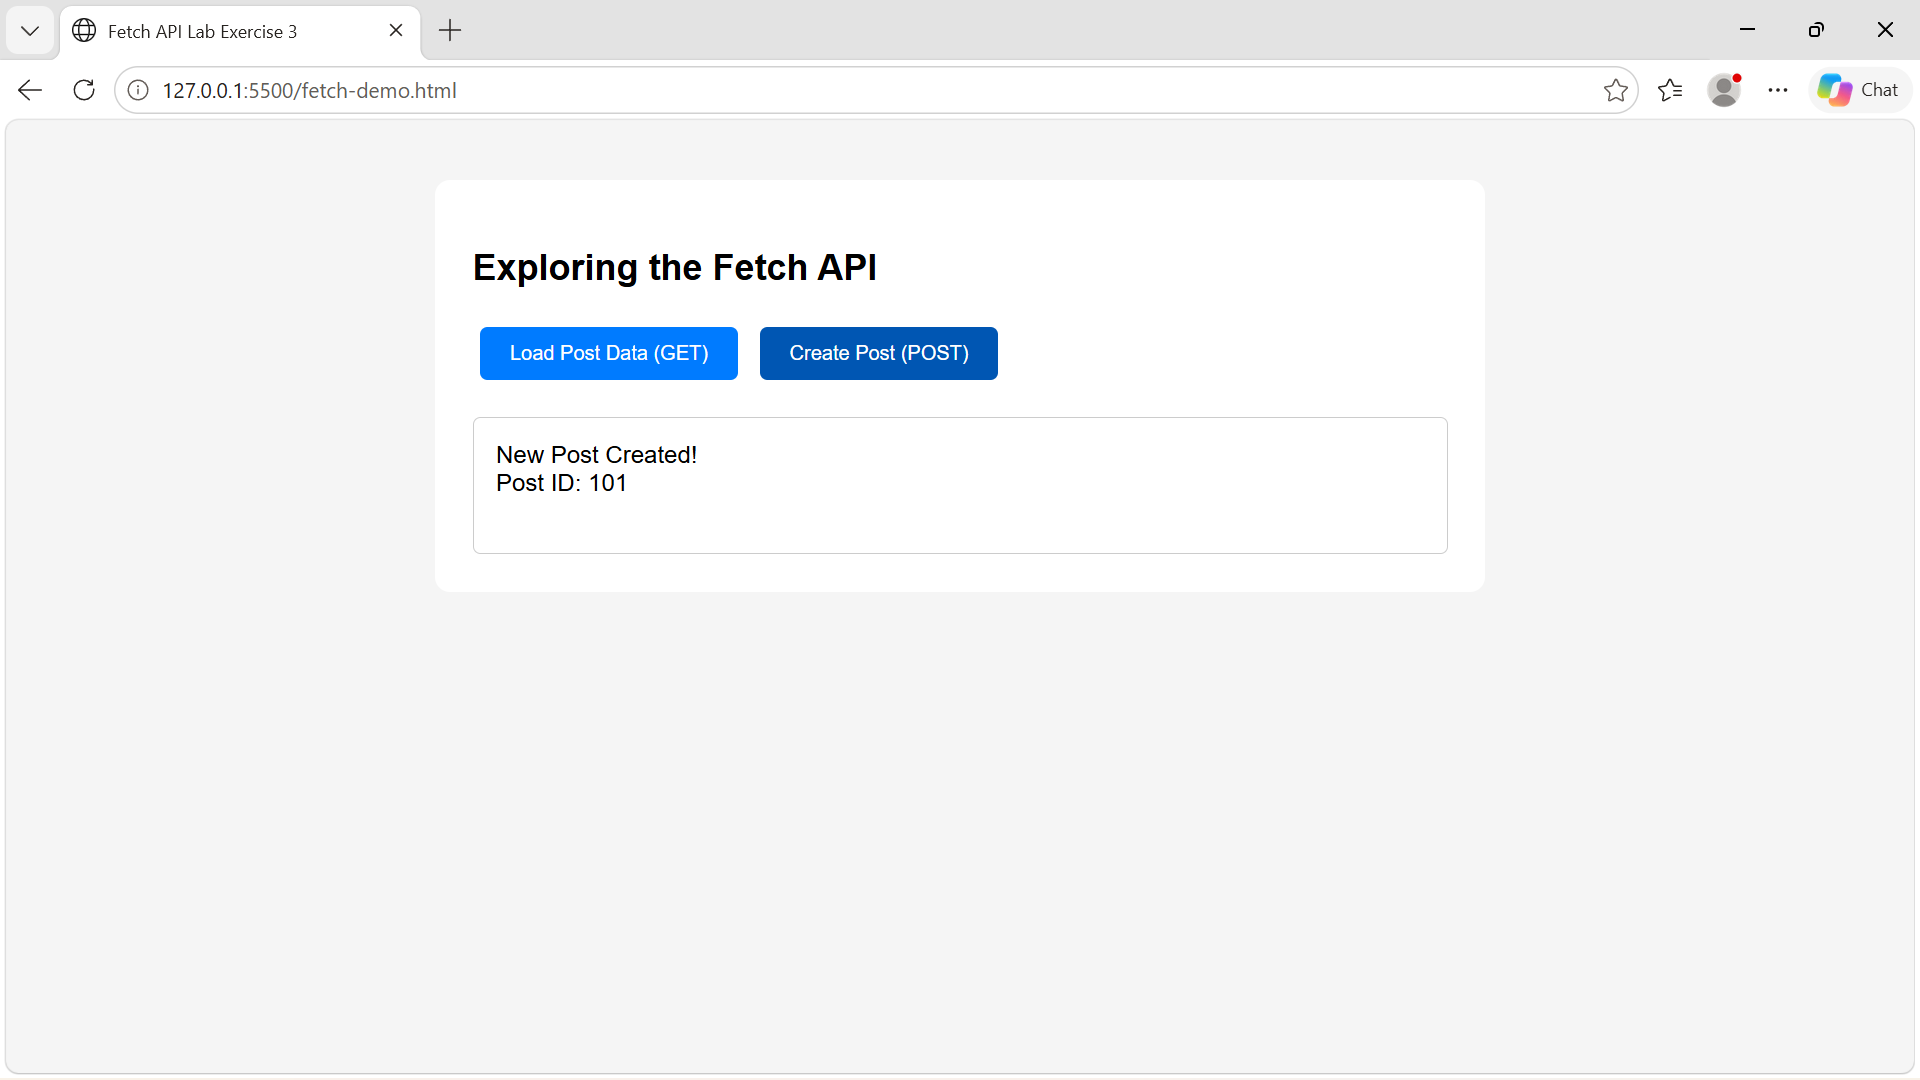 Fetch API Lab Exercise 3
127.0.0.1:5500/fetch-demo.html
Chat
Exploring the Fetch API
Load Post Data (GET)
Create Post (POST)
New Post Created!
Post ID: 101